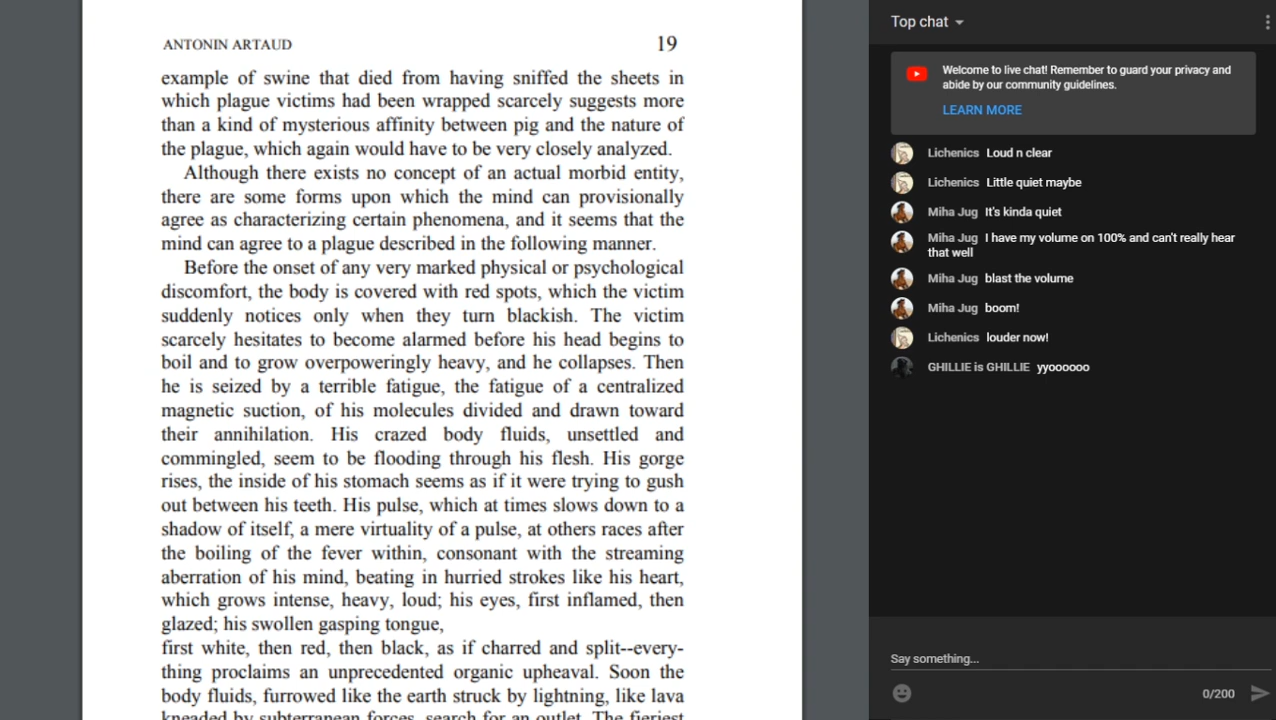 ANTONIN ARTAUD 19
example of swine that died from having sniffed the sheets in
which plague victims had been wrapped scarcely suggests more
than a kind of mysterious affinity between pig and the nature of
the plague, which again would have to be very closely analyzed.
Although there exists no concept of an actual morbid entity,
there are some forms upon which the mind can provisionally
agree as characterizing certain phenomena, and it seems that the
mind can agree to a plague described in the following manner.
Before the onset of any very marked physical or psychological
discomfort, the body is covered with red spots, which the victim
suddenly notices only when they turn blackish. The victim
scarcely hesitates to become alarmed before his head begins to
boil and to grow overpoweringly heavy, and he collapses. Then
he is seized by a terrible fatigue, the fatigue of a centralized
magnetic suction, of his molecules divided and drawn toward
their annihilation. His crazed body fluids, unsettled and
commingled, seem to be flooding through his flesh. His gorge
rises, the inside of his stomach seems as if it were trying to gush
out between his teeth. His pulse, which at times slows down to a
shadow of itself, a mere virtuality of a pulse, at others races after
the boiling of the fever within, consonant with the streaming
aberration of his mind, beating in hurried strokes like his heart,
which grows intense, heavy, loud; his eyes, first inflamed, then
glazed; his swollen gasping tongue,
first white, then red, then black, as if charred and split--every-
thing proclaims an unprecedented organic upheaval. Soon the
body fluids, furrowed like the earth struck by lightning, like lava
kneaded by subterranean forces, search for an outlet. The fieriest
Top chat
Welcome to live chat! Remember to guard your privacy and
abide by our community guidelines.
LEARN MORE
Lichenics Loud n clear
Lichenics Little quiet maybe
Miha Jug It's kinda quiet
Miha Jug I have my volume on 100% and can't really hear
that well
Miha Jug blast the volume
Miha Jug boom!
Lichenics louder now!
GHILLIE is GHILLIE yyoooooo
Say something...
0/200